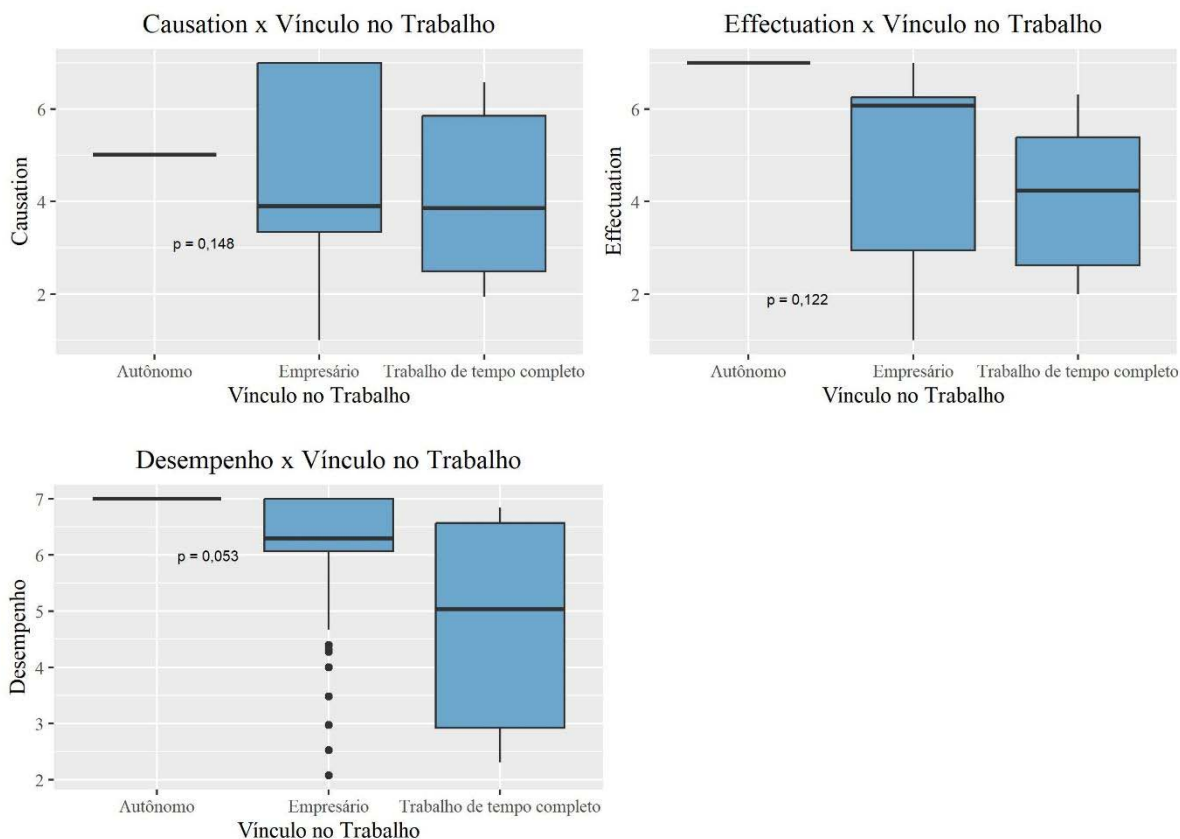 Causation x Vínculo no Trabalho
Causation
6
4
2
p = 0,148
Autônomo Empresário Trabalho de tempo completo
Vínculo no Trabalho
Effectuation x Vínculo no Trabalho
Effectuation
6
4
2
p = 0,122
Autônomo Empresário Trabalho de tempo completo
Vínculo no Trabalho
Desempenho x Vínculo no Trabalho
Desempenho
7
6
5
4
3
2
p = 0,053
Autônomo Empresário Trabalho de tempo completo
Vínculo no Trabalho